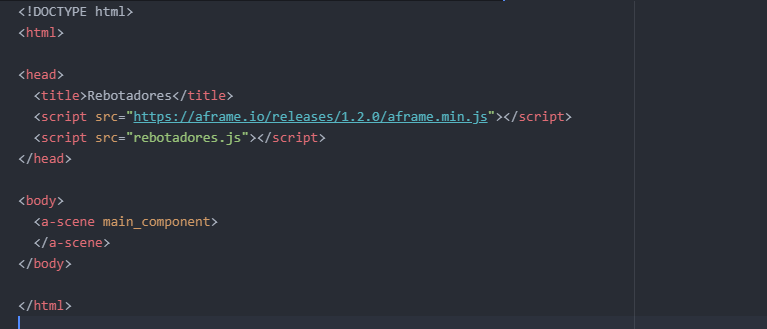 <!DOCTYPE html>
<html>
<head>
<title>Rebotadores</title>
<script src="https://aframe.io/releases/1.2.0/aframe.min.js"></script>
<script src="rebotadores.js"></script>
</head>
<body>
<a-scene main_component>
</a-scene>
</body>
</html>